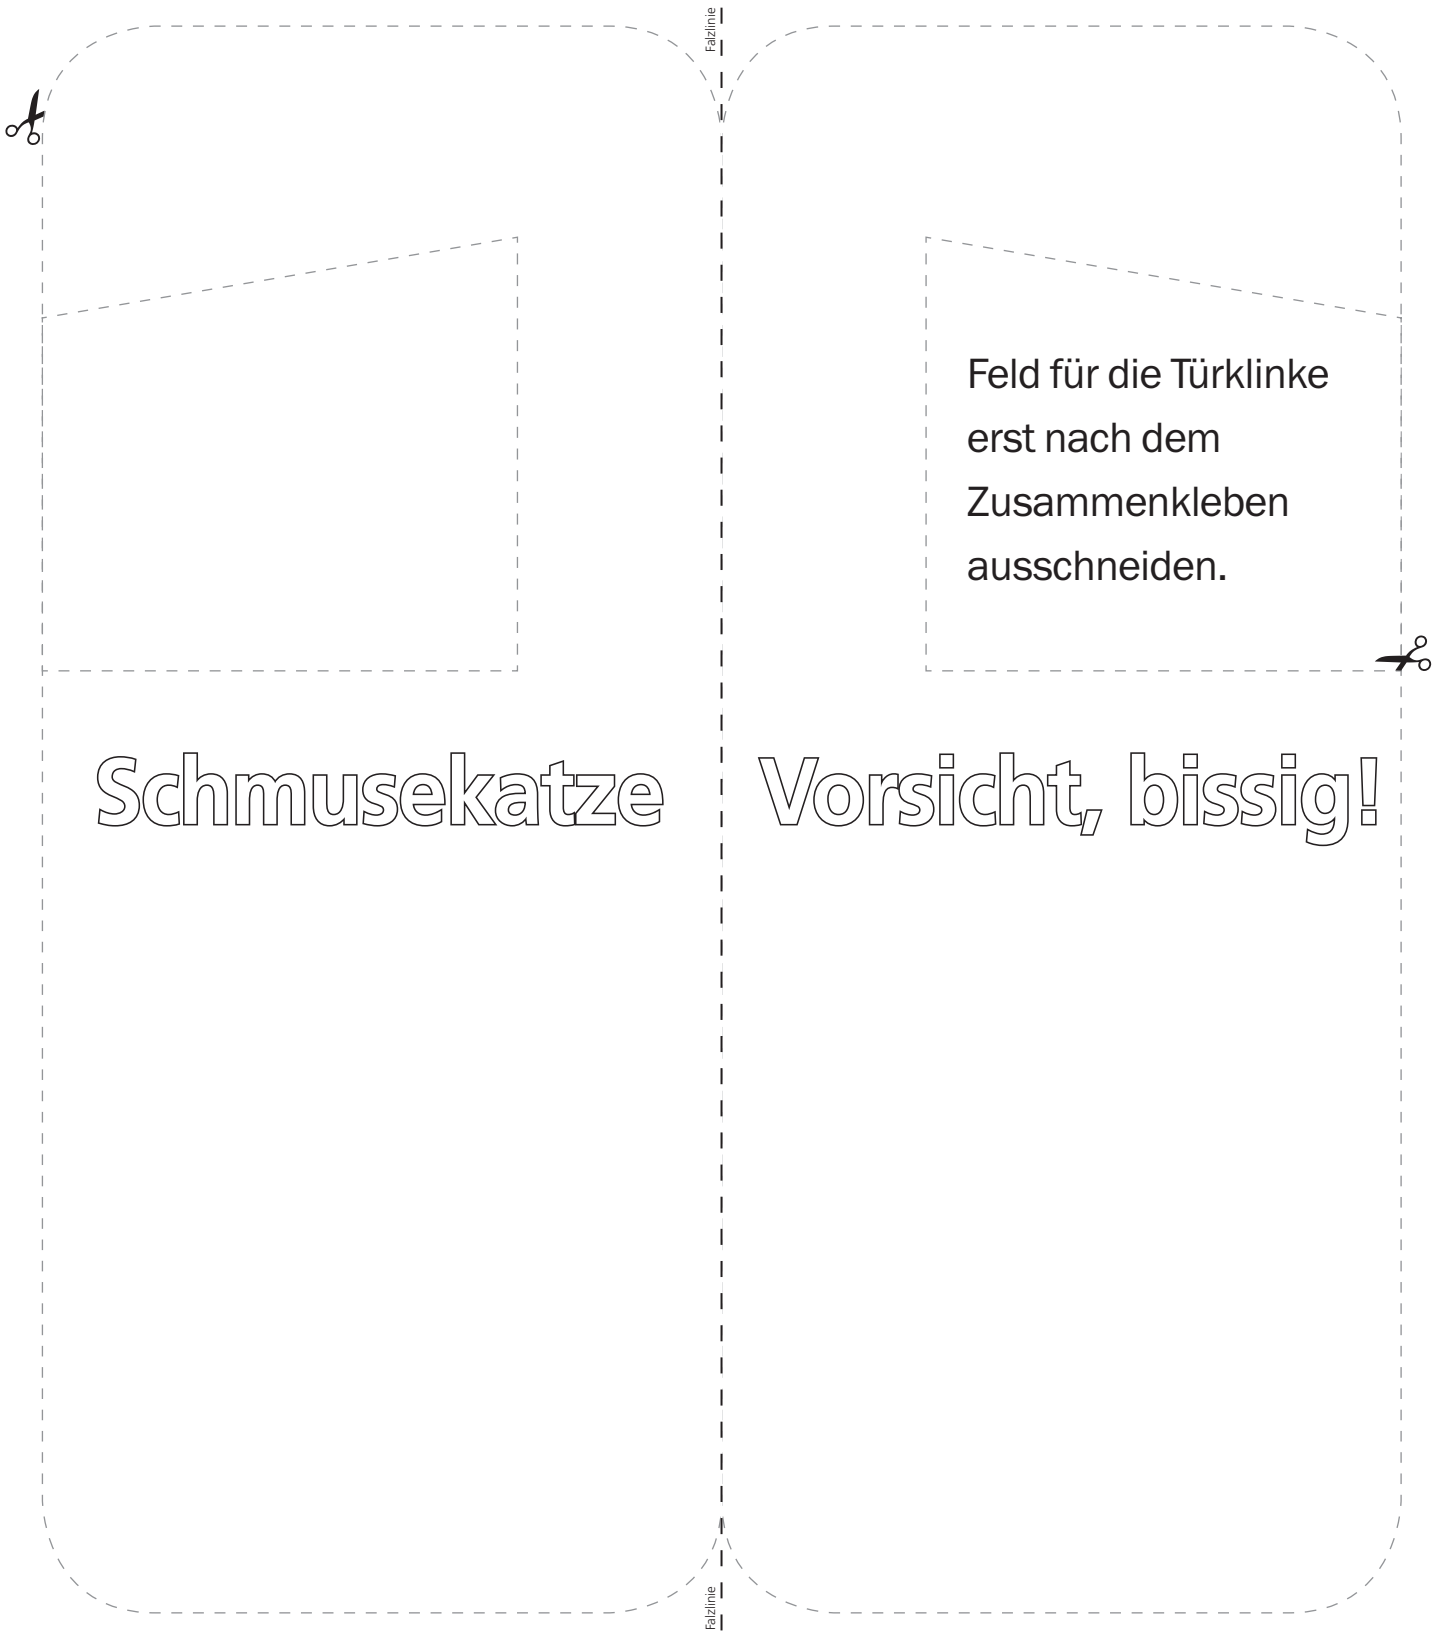 Falzlinie
Feld für die Türklinke
erst nach dem
Zusammenkleben
ausschneiden.
Schmusekatze
Vorsicht, bissig!
Falzlinie